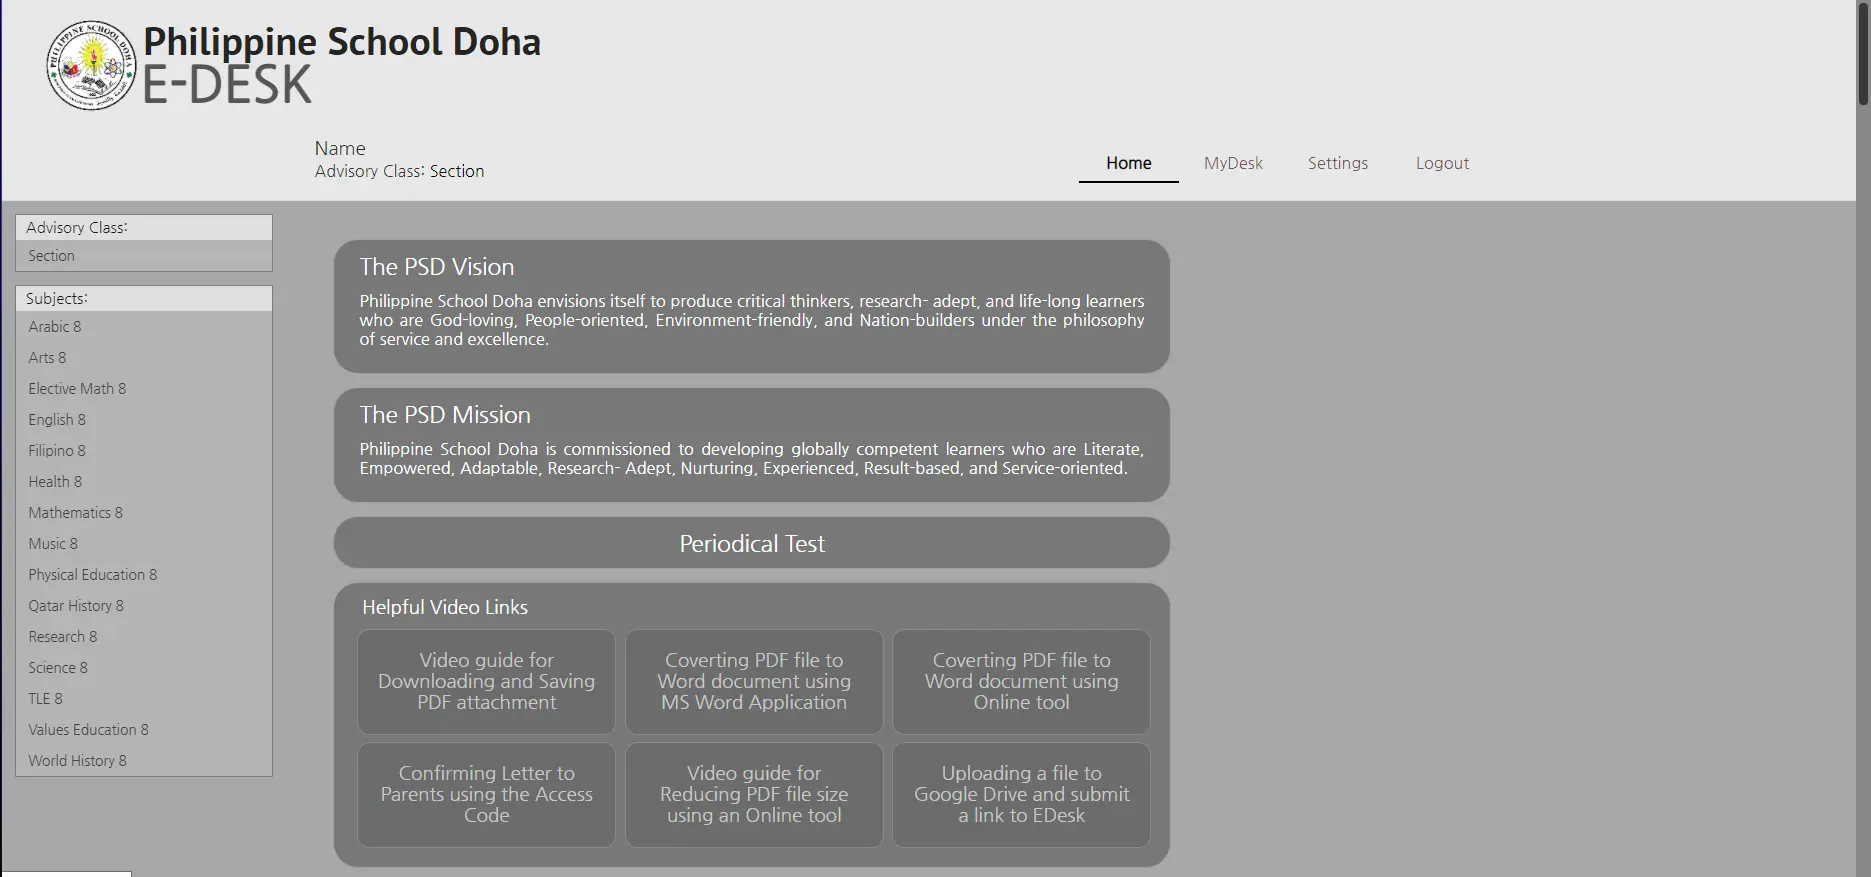 PHILIPPINE SCHOOL DOHA
Philippine School Doha
E-DESK
Name
Advisory Class: Section
Home
MyDesk
Settings
Logout
Advisory Class:
Section
Subjects:
Arabic 8
Arts 8
Elective Math 8
English 8
Filipino 8
Health 8
Mathematics 8
Music 8
Physical Education 8
Qatar History 8
Research 8
Science 8
TLE 8
Values Education 8
World History 8
The PSD Vision
Philippine School Doha envisions itself to produce critical thinkers, research- adept, and life-long learners
who are God-loving, People-oriented, Environment-friendly, and Nation-builders under the philosophy
of service and excellence.
The PSD Mission
Philippine School Doha is commissioned to developing globally competent learners who are Literate,
Empowered, Adaptable, Research- Adept, Nurturing, Experienced, Result-based, and Service-oriented.
Periodical Test
Helpful Video Links
Video guide for
Downloading and Saving
PDF attachment
Coverting PDF file to
Word document using
MS Word Application
Coverting PDF file to
Word document using
Online tool
Confirming Letter to
Parents using the Access
Code
Video guide for
Reducing PDF file size
using an Online tool
Uploading a file to
Google Drive and submit
a link to EDesk